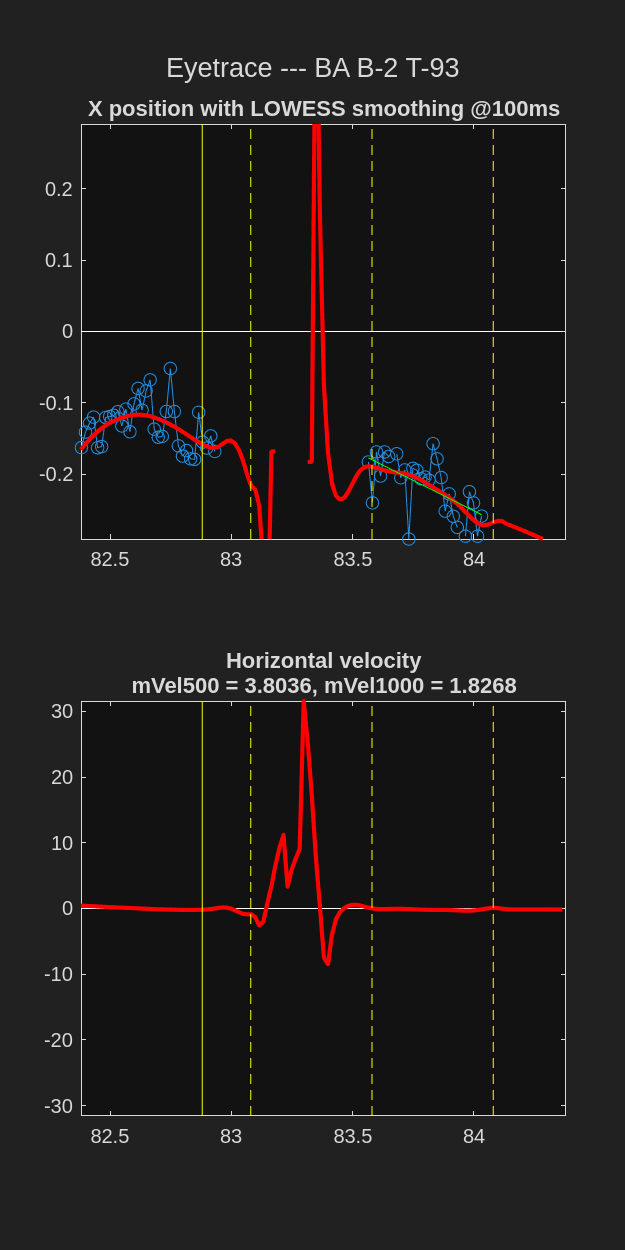 Eyetrace --- BA B-2 T-93
X position with LOWESS smoothing @100ms
0.2
0.1
0
-0.1
-0.2
82.5 83 83.5 84
Horizontal velocity
mVel500 = 3.8036, mVel1000 = 1.8268
30
20
10
0
-10
-20
-30
82.5 83 83.5 84